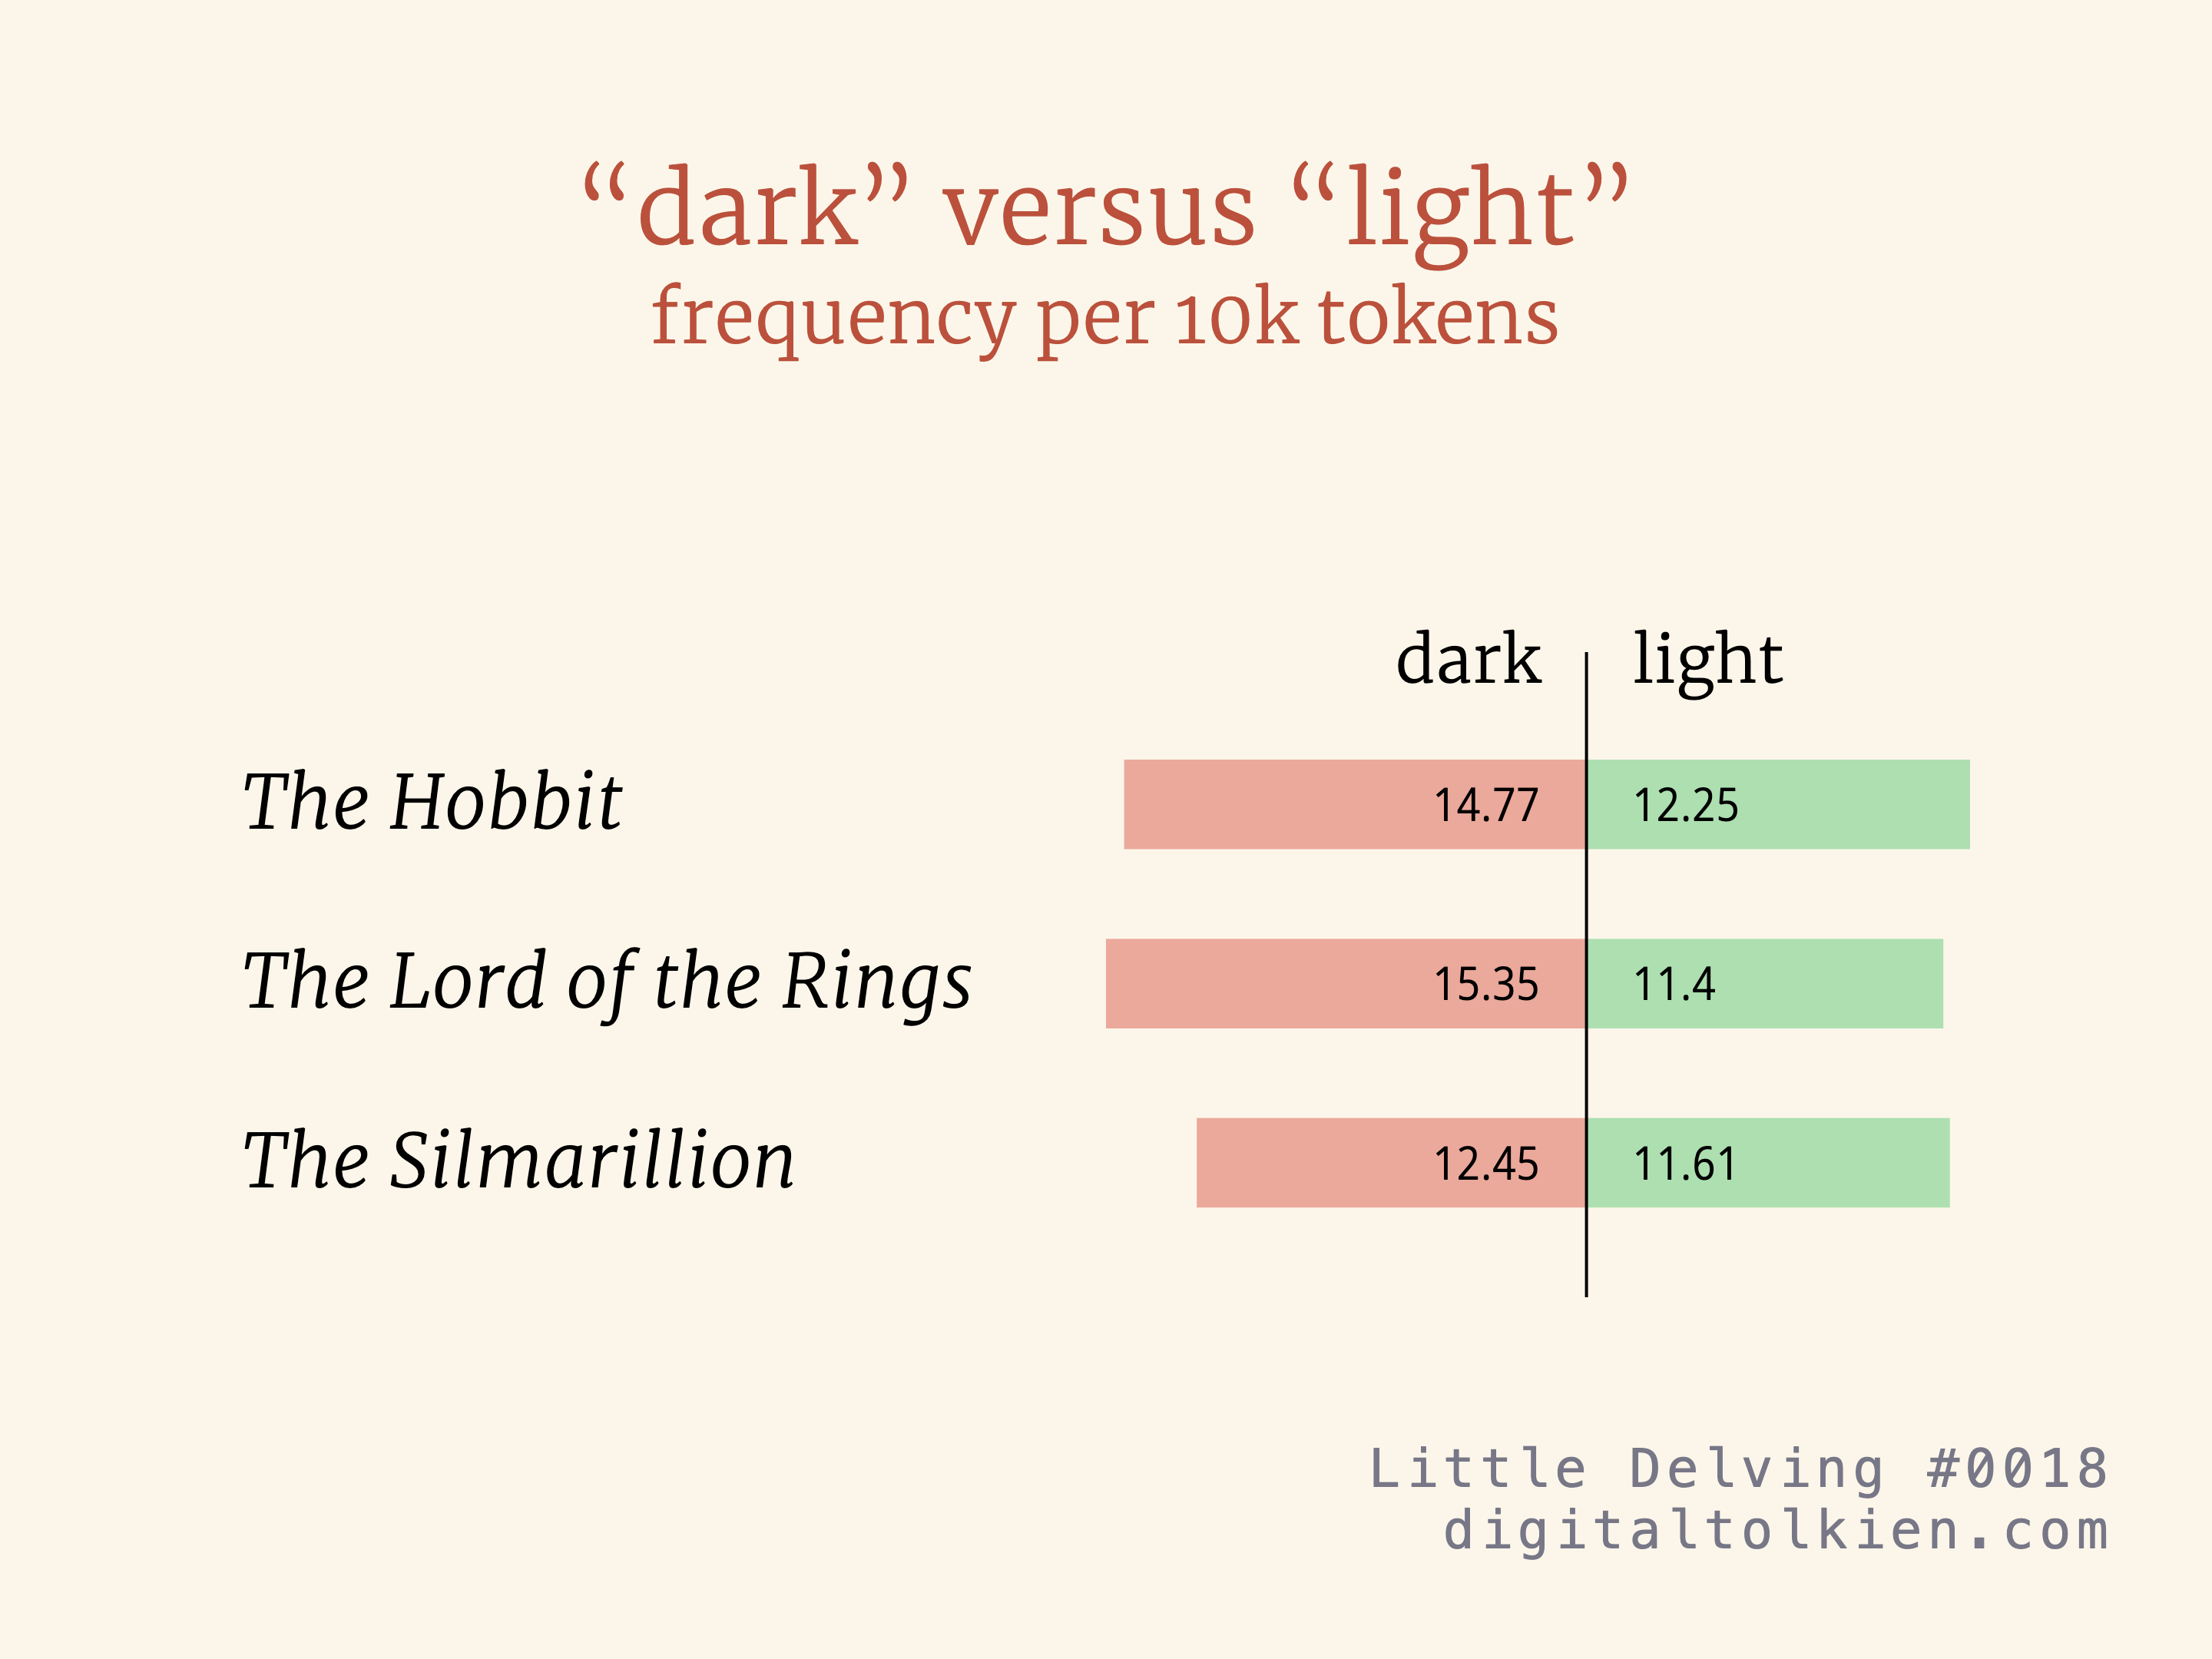 “dark” versus “light”
frequency per 10k tokens
dark light
The Hobbit 14.77 12.25
The Lord of the Rings 15.35 11.4
The Silmarillion 12.45 11.61
Little Delving #0018
digitaltolkien.com